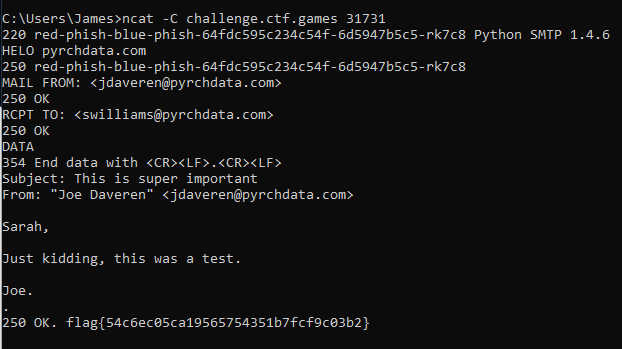 C:\Users\James>ncat -C challenge.ctf.games 31731
220 red-phish-blue-phish-64fdc595c234c54f-6d5947b5c5-rk7c8 Python SMTP 1.4.6
HELO pyrchdata.com
250 red-phish-blue-phish-64fdc595c234c54f-6d5947b5c5-rk7c8
MAIL FROM: <jdaveren@pyrchdata.com>
250 OK
RCPT TO: <swilliams@pyrchdata.com>
250 OK
DATA
354 End data with <CR><LF>.<CR><LF>
Subject: This is super important
From: "Joe Daveren" <jdaveren@pyrchdata.com>
Sarah,
Just kidding, this was a test.
Joe.
.
250 OK. flag{54c6ec05ca19565754351b7fcf9c03b2}